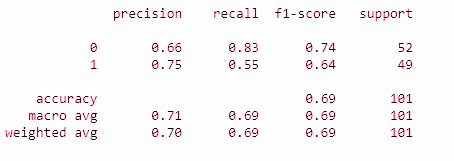 precision recall f1-score support
0 0.66 0.83 0.74 52
1 0.75 0.55 0.64 49
accuracy 0.69 101
macro avg 0.71 0.69 0.69 101
weighted avg 0.70 0.69 0.69 101